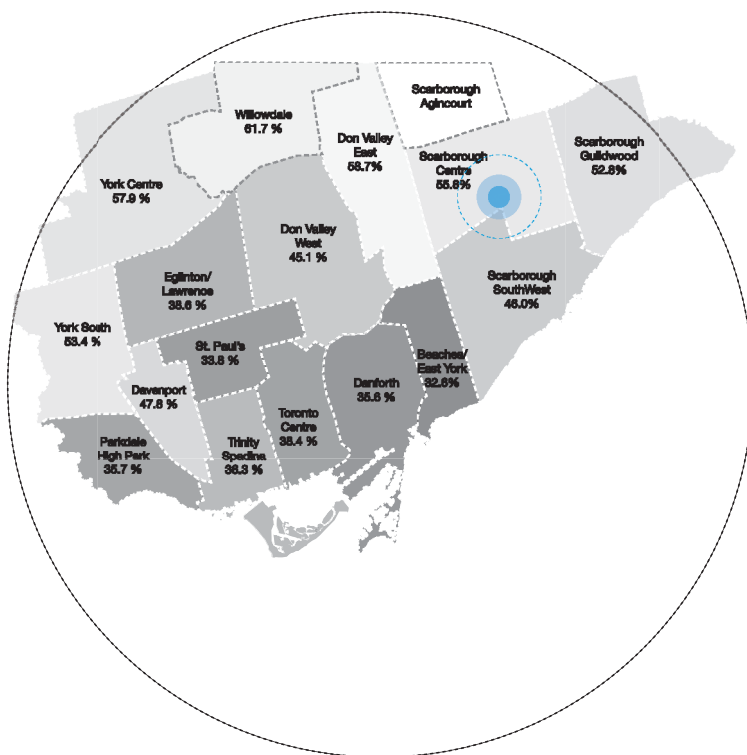 Scarborough
Agincourt
Willowdale
61.7 %
Don Valley
East
58.7%
Scarborough
Centre
55.8%
Scarborough
Guildwood
52.8%
York Centre
57.9 %
Don Valley
West
45.1 %
Eglinton/
Lawrence
38.6 %
Scarborough
SouthWest
46.0%
York South
53.4 %
St. Paul's
33.8 %
Davenport
47.8 %
Danforth
35.6 %
Beaches/
East York
32.6%
Toronto
Centre
38.4%
Parkdale
High Park
35.7%
Trinity
Spadina
36.3 %